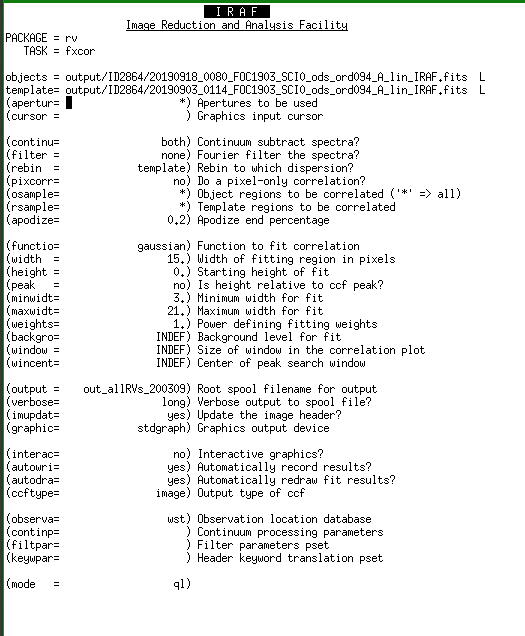 I R A F
Image Reduction and Analysis Facility
PACKAGE = rv
TASK = fxcor
objects = output/ID2864/20190918_0080_FOC1903_SCI0_ods_ord094_A_lin_IRAF.fits L
template= output/ID2864/20190903_0114_FOC1903_SCI0_ods_ord094_A_lin_IRAF.fits L
(apertur= *) Apertures to be used
(cursor = ) Graphics input cursor
(continu= both) Continuum subtract spectra?
(filter = none) Fourier filter the spectra?
(rebin = template) Rebin to which dispersion?
(pixcorr= no) Do a pixel-only correlation?
(osample= *) Object regions to be correlated ('*' => all)
(rsample= *) Template regions to be correlated
(apodize= 0.2) Apodize end percentage
(functio= gaussian) Function to fit correlation
(width = 15.) Width of fitting region in pixels
(height = 0.) Starting height of fit
(peak = no) Is height relative to ccf peak?
(minwidt= 3.) Minimum width for fit
(maxwidt= 21.) Maximum width for fit
(weights= 1.) Power defining fitting weights
(backgro= INDEF) Background level for fit
(window = INDEF) Size of window in the correlation plot
(wincent= INDEF) Center of peak search window
(output = out_allRVs_200309) Root spool filename for output
(verbose= long) Verbose output to spool file?
(imupdat= yes) Update the image header?
(graphic= stdgraph) Graphics output device
(interac= no) Interactive graphics?
(autowri= yes) Automatically record results?
(autodra= yes) Automatically redraw fit results?
(ccftype= image) Output type of ccf
(observa= wst) Observation location database
(continp= ) Continuum processing parameters
(filtpar= ) Filter parameters pset
(keywpar= ) Header keyword translation pset
(mode = ql)